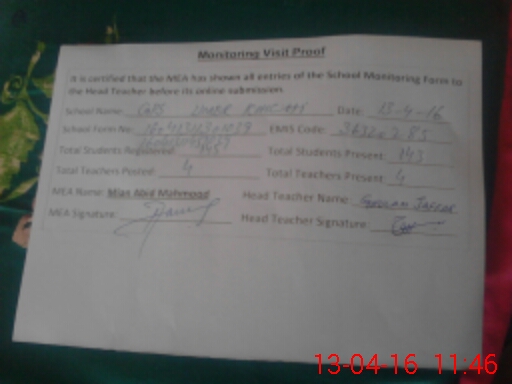 Monitoring Visit Proof
It is certified that the MEA has shown all entries of the School Monitoring Form to
the Head Teacher before its online submission.
School Name: Date: 13-4-16
School Form No: EMIS Code:
Total Students Registered: Total Students Present: 143
Total Teachers Posted: 4 Total Teachers Present: 4
MEA Name: Mian Abid Mahmood Head Teacher Name:
MEA Signature: Head Teacher Signature:
13-04-16 11:46